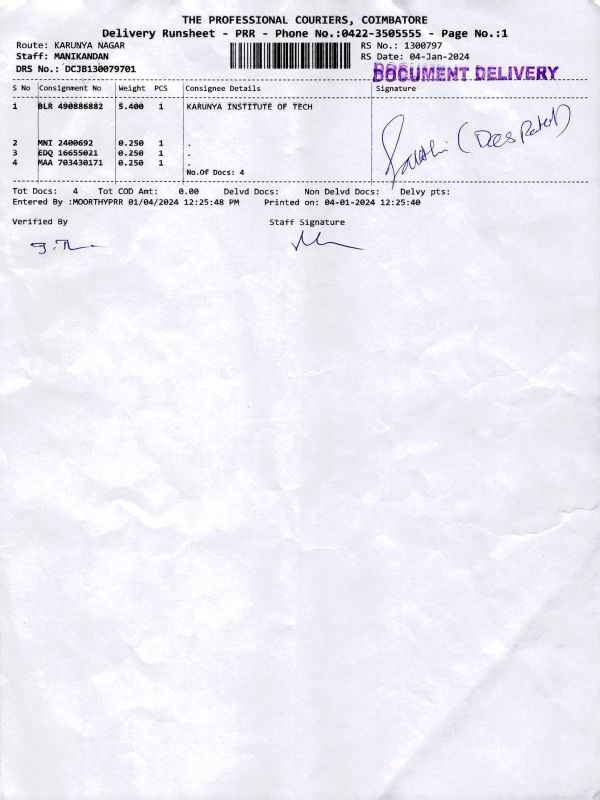 THE PROFESSIONAL COURIERS, COIMBATORE
Delivery Runsheet - PRR - Phone No.:0422-3505555 - Page No.:1
Route: KARUNYA NAGAR RS No.: 1300797
Staff: MANIKANDAN RS Date: 04-Jan-2024
DRS No.: DCJB130079701 DOCUMENT DELIVERY
S No Consignment No Weight PCS Consignee Details Signature
1 BLR 490886882 5.400 1 KARUNYA INSTITUTE OF TECH
2 MNI 2400692 0.250 1 .
3 EDQ 16655021 0.250 1 .
4 MAA 703430171 0.250 1 .
No.Of Docs: 4
Tot Docs: 4 Tot COD Amt: 0.00 Delvd Docs: Non Delvd Docs: Delvy pts:
Entered By :MOORTHYPRR 01/04/2024 12:25:48 PM Printed on: 04-01-2024 12:25:40
Verified By Staff Signature